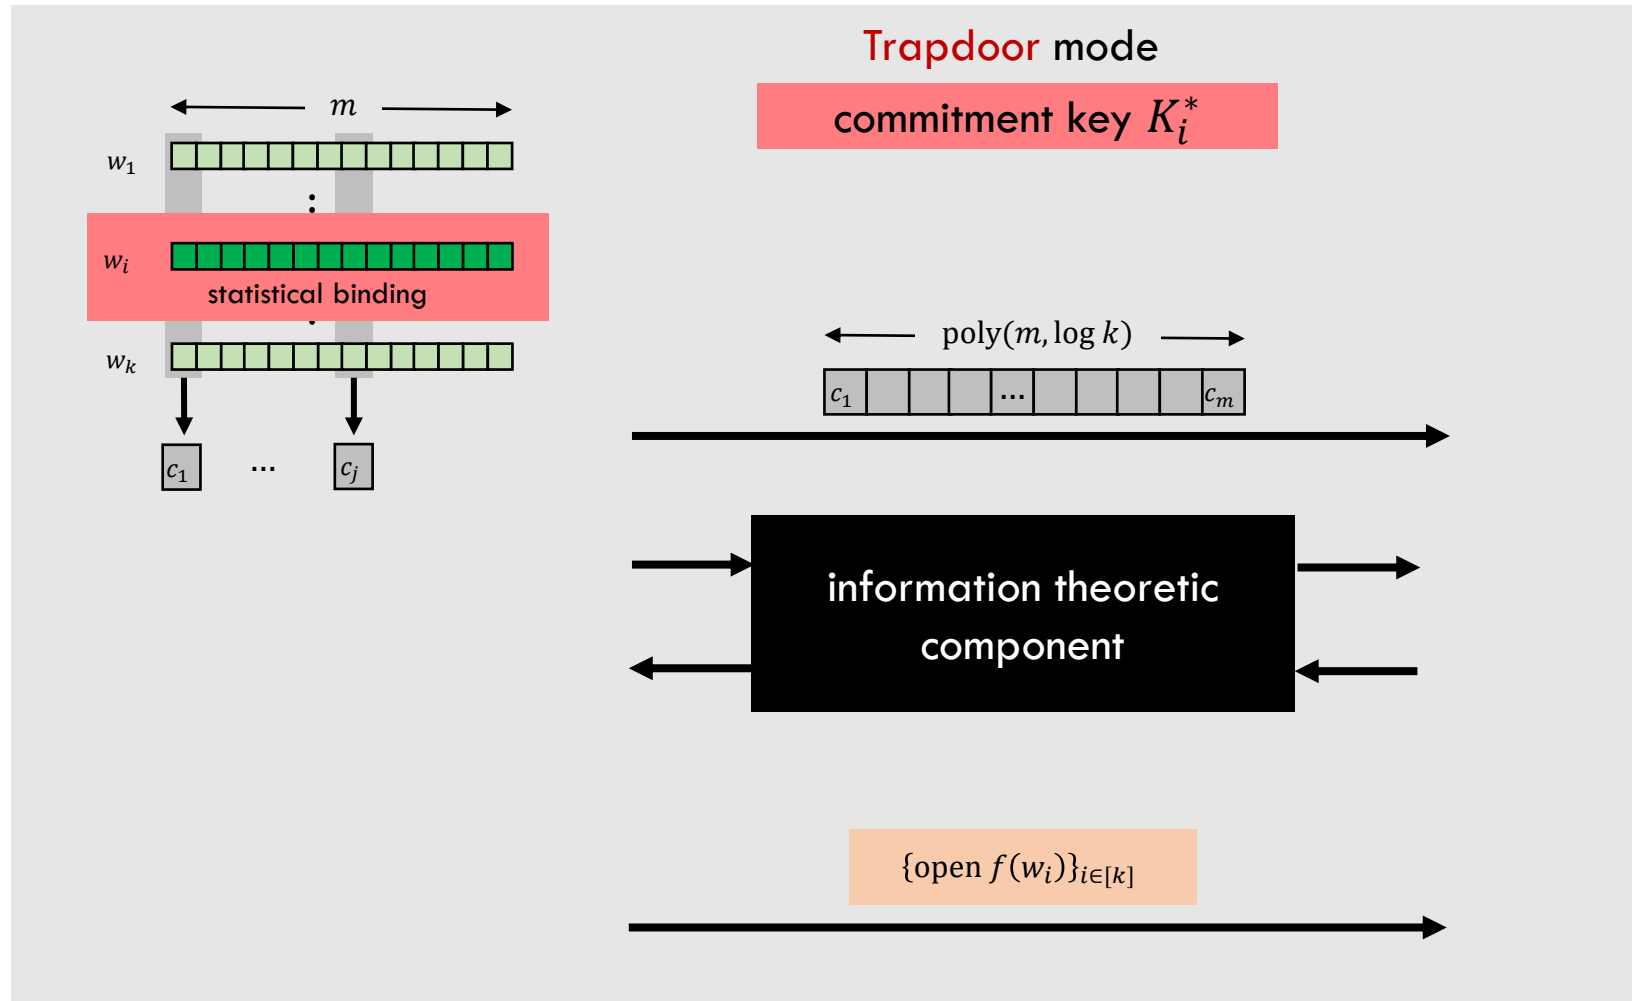 Trapdoor mode
commitment key $K_i^*$
$m$
$w_1$
⋮
$w_i$
statistical binding
$w_k$
$c_1$ ... $c_j$
poly($m$, log $k$)
$c_1$ ... $c_m$
information theoretic
component
{open $f(w_i)$}$_{i∈[k]}$